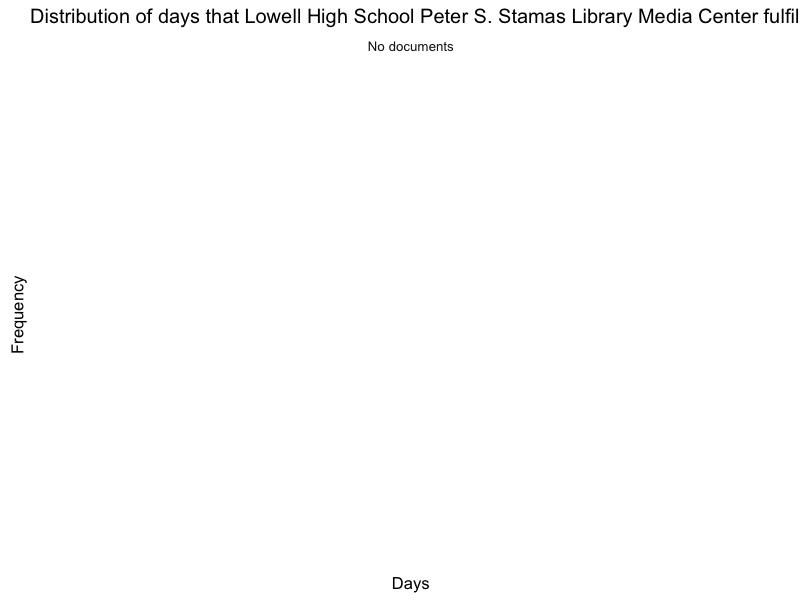 Distribution of days that Lowell High School Peter S. Stamas Library Media Center fulfil
No documents
Frequency
Days